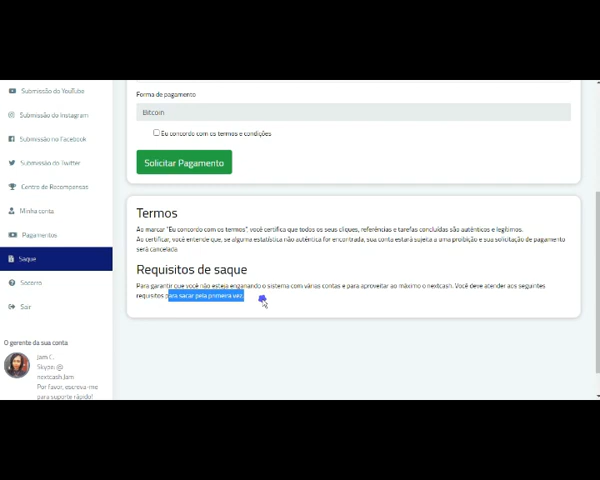 Submissão do YouTube
Submissão do Instagram
Submissão no Facebook
Submissão do Twitter
Centro de Recompensas
Minha conta
Pagamentos
Saque
Socorro
Sair
O gerente da sua conta
Jami C.
Skype: @
nextcash.Jam
Por favor, escreva-me
para suporte rápido!
Forma de pagamento
Bitcoin
Eu concordo com os termos e condições
Solicitar Pagamento
Termos
Ao marcar "Eu concordo com os termos", você certifica que todos os seus cliques, referências e tarefas concluídas são autênticos e legítimos.
Ao certificar, você entende que, se alguma estatística não autêntica for encontrada, sua conta estará sujeita a uma proibição e sua solicitação de pagamento
será cancelada
Requisitos de saque
Para garantir que você não esteja enganando o sistema com várias contas e para aproveitar ao máximo o nextcash. Você deve atender aos seguintes
requisitos para sacar pela primeira vez.